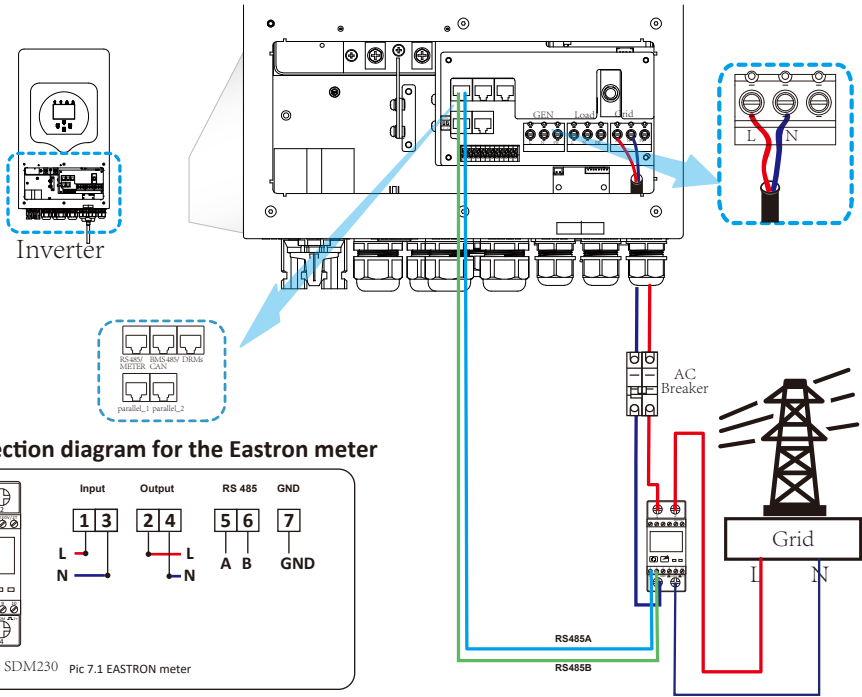 GEN Load Grid
L N
Inverter
RS485/ METER
BMS485/ CAN
DRMs
parallel_1 parallel_2
AC Breaker
ection diagram for the Eastron meter
Input Output RS 485 GND
1 3 2 4 5 6 7
L L A B GND
N N
SDM230 Pic 7.1 EASTRON meter
Grid
L N
RS485A
RS485B